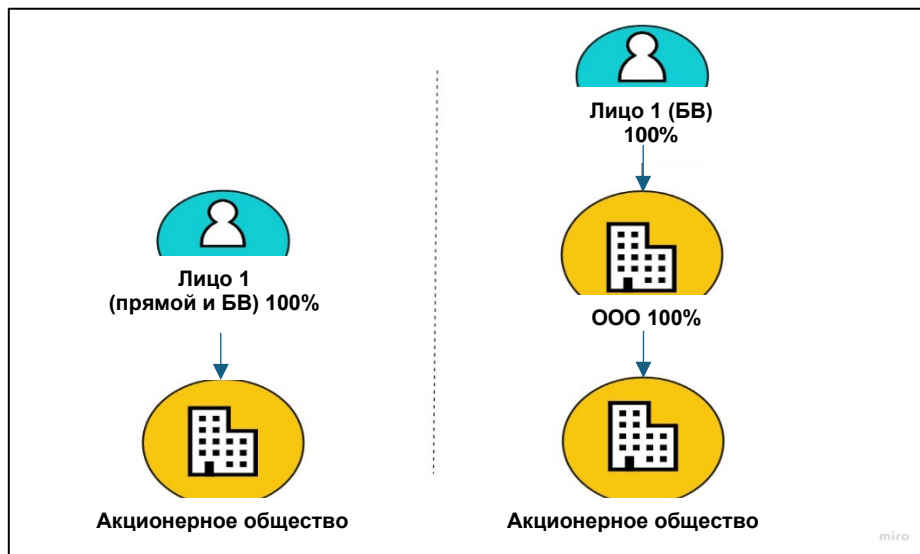 Лицо 1
(прямой и БВ) 100%
Акционерное общество
Лицо 1 (БВ)
100%
ООО 100%
Акционерное общество
miro